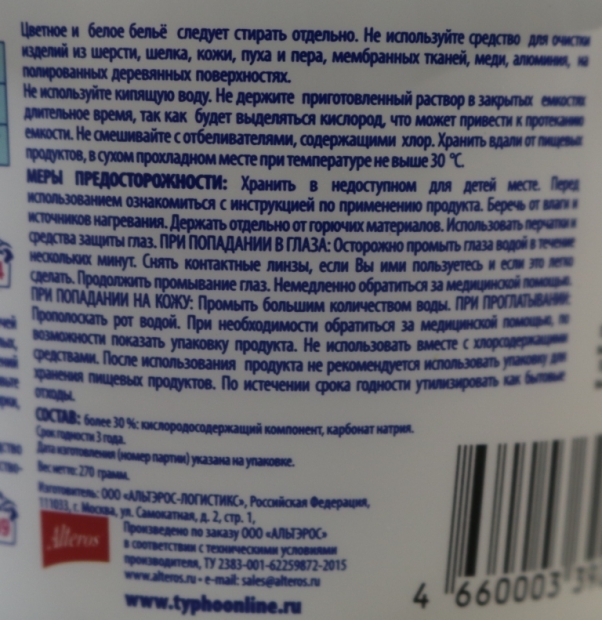 Цветное и белое бельё следует стирать отдельно. Не используйте средство для очистки
изделий из шерсти, шелка, кожи, пуха и пера, мембранных тканей, меди, алюминия, на
полированных деревянных поверхностях.
Не используйте кипящую воду. Не держите приготовленный раствор в закрытых емкостях
длительное время, так как будет выделяться кислород, что может привести к протеканию
емкости. Не смешивайте с отбеливателями, содержащими хлор. Хранить вдали от пищевых
продуктов, в сухом прохладном месте при температуре не выше 30 °С.
МЕРЫ ПРЕДОСТОРОЖНОСТИ: Хранить в недоступном для детей месте. Перед
использованием ознакомиться с инструкцией по применению продукта. Беречь от влаги и
источников нагревания. Держать отдельно от горючих материалов. Использовать перчатки и
средства защиты глаз. ПРИ ПОПАДАНИИ В ГЛАЗА: Осторожно промыть глаза водой в течение
нескольких минут. Снять контактные линзы, если Вы ими пользуетесь и если это легко
сделать. Продолжить промывание глаз. Немедленно обратиться за медицинской помощью.
ПРИ ПОПАДАНИИ НА КОЖУ: Промыть большим количеством воды. ПРИ ПРОГЛАТЫВАНИИ:
Прополоскать рот водой. При необходимости обратиться за медицинской помощью, по
возможности показать упаковку продукта. Не использовать вместе с хлорсодержащими
средствами. После использования продукта не рекомендуется использовать упаковку для
хранения пищевых продуктов. По истечении срока годности утилизировать как бытовые
отходы.
СОСТАВ: более 30 %: кислородосодержащий компонент, карбонат натрия.
Срок годности 3 года.
Дата изготовления (номер партии) указана на упаковке.
Вес нетто: 270 грамм.
Изготовитель: ООО «АЛЬТЭРОС-ЛОГИСТИКС», Российская Федерация,
111033, г. Москва, ул. Самокатная, д. 2, стр. 1,
Alteros
Произведено по заказу ООО «АЛЬТЭРОС»
в соответствии с техническими условиями
производителя, ТУ 2383-001-62259872-2015
www.alteros.ru - e-mail: sales@alteros.ru
www.typhoonline.ru
4 660003 39